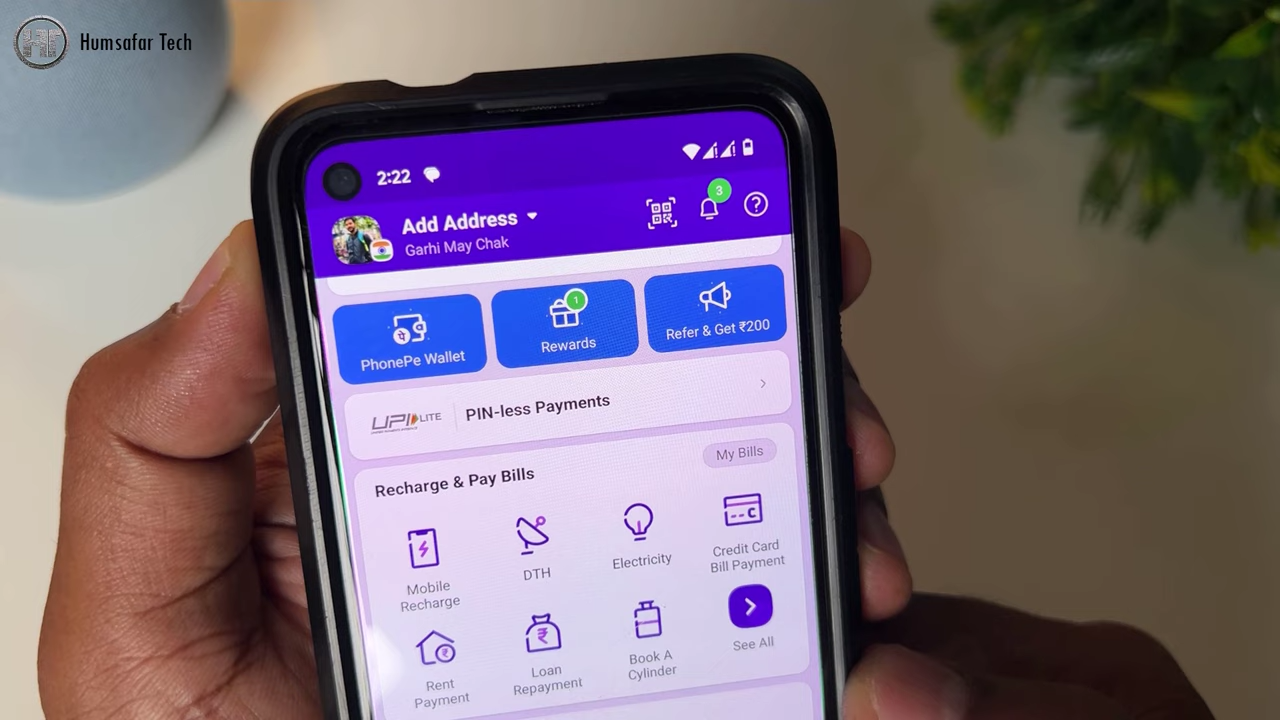 Humsafar Tech
2:22
Add Address
Garhi May Chak
3
PhonePe Wallet
1
Rewards
Refer & Get ₹200
UPI LITE
PIN-less Payments
Recharge & Pay Bills
My Bills
Mobile
Recharge
DTH
Electricity
Credit Card
Bill Payment
Rent
Payment
Loan
Repayment
Book A
Cylinder
See All